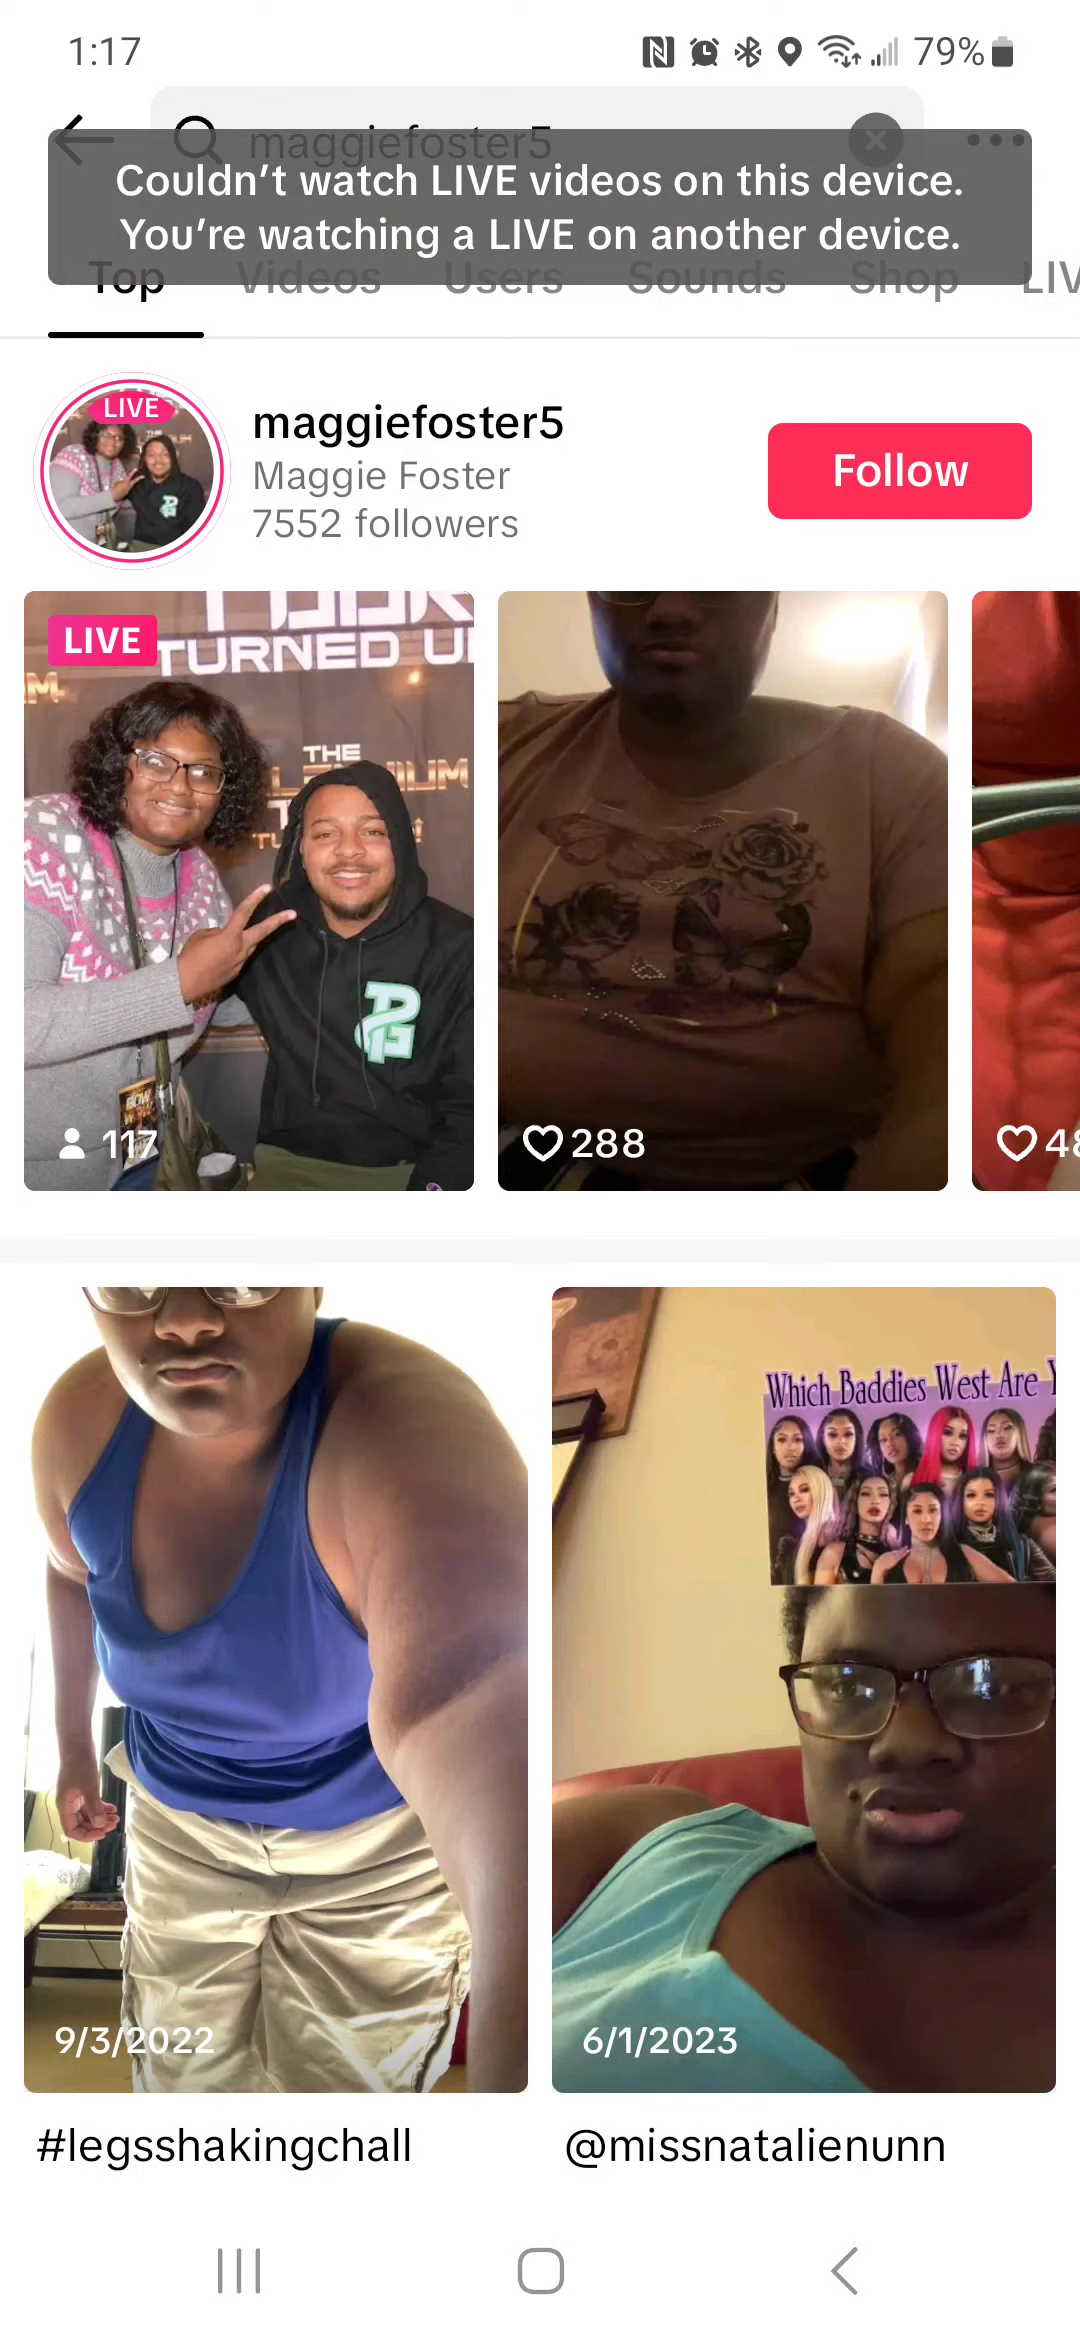 1:17
79%
maggiefoster5
Couldn't watch LIVE videos on this device.
You're watching a LIVE on another device.
Top Videos Users Sounds Shop LIV
LIVE
maggiefoster5
Maggie Foster
7552 followers
Follow
LIVE
TURNED
THE
117
288
48
Which Baddies West Are
9/3/2022
6/1/2023
#legsshakingchall
@missnatalienunn